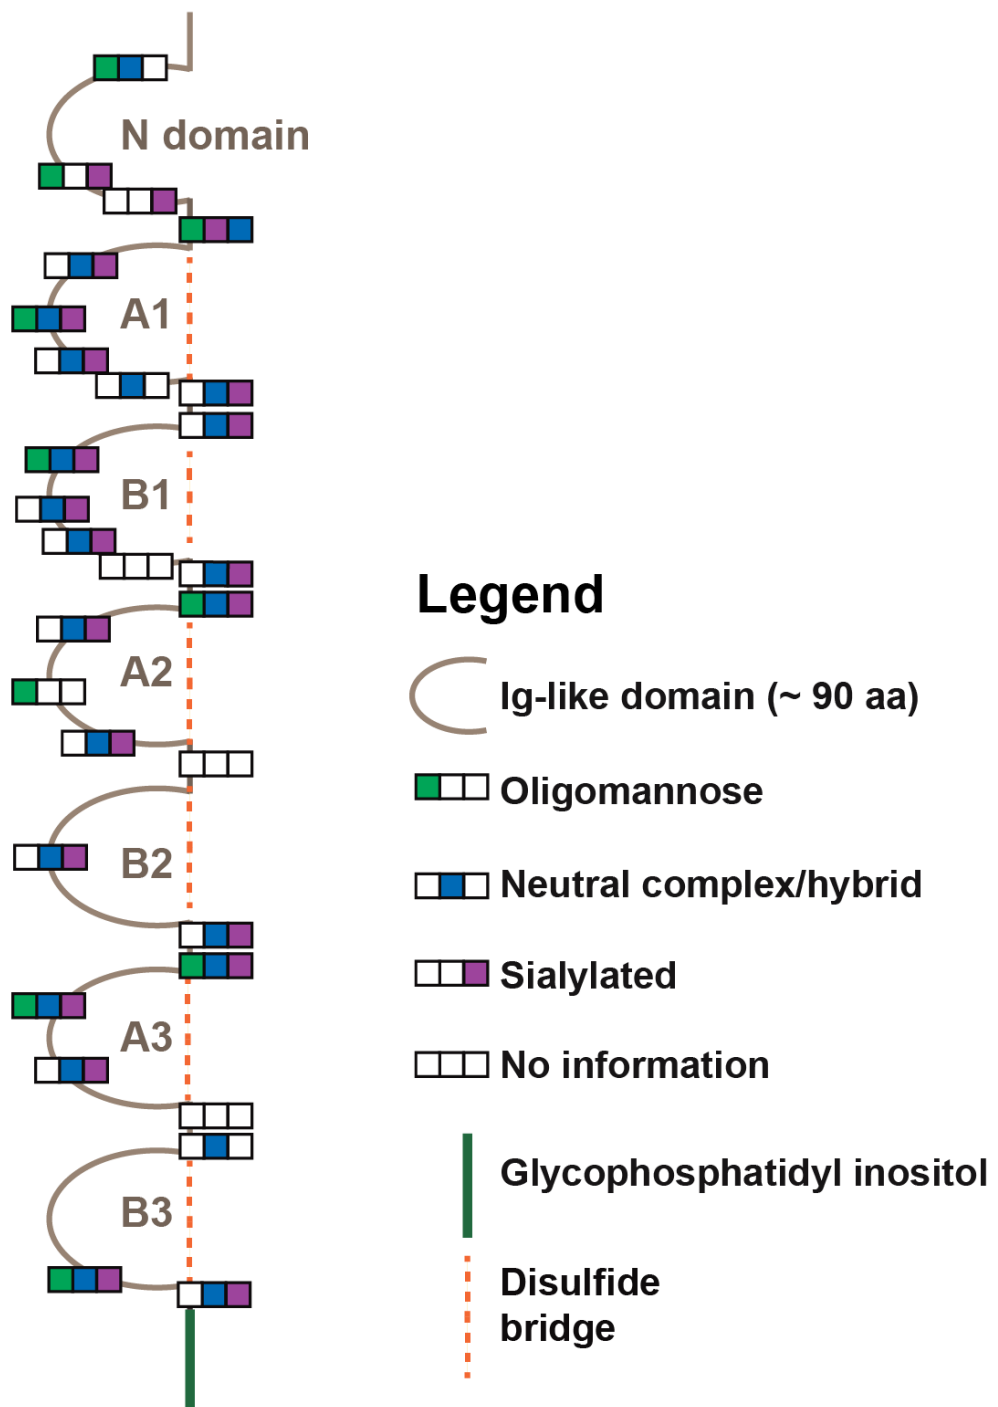 N domain
A1
B1
A2
B2
A3
B3
Legend
Ig-like domain (~ 90 aa)
Oligomannose
Neutral complex/hybrid
Sialylated
No information
Glycophosphatidyl inositol
Disulfide
bridge